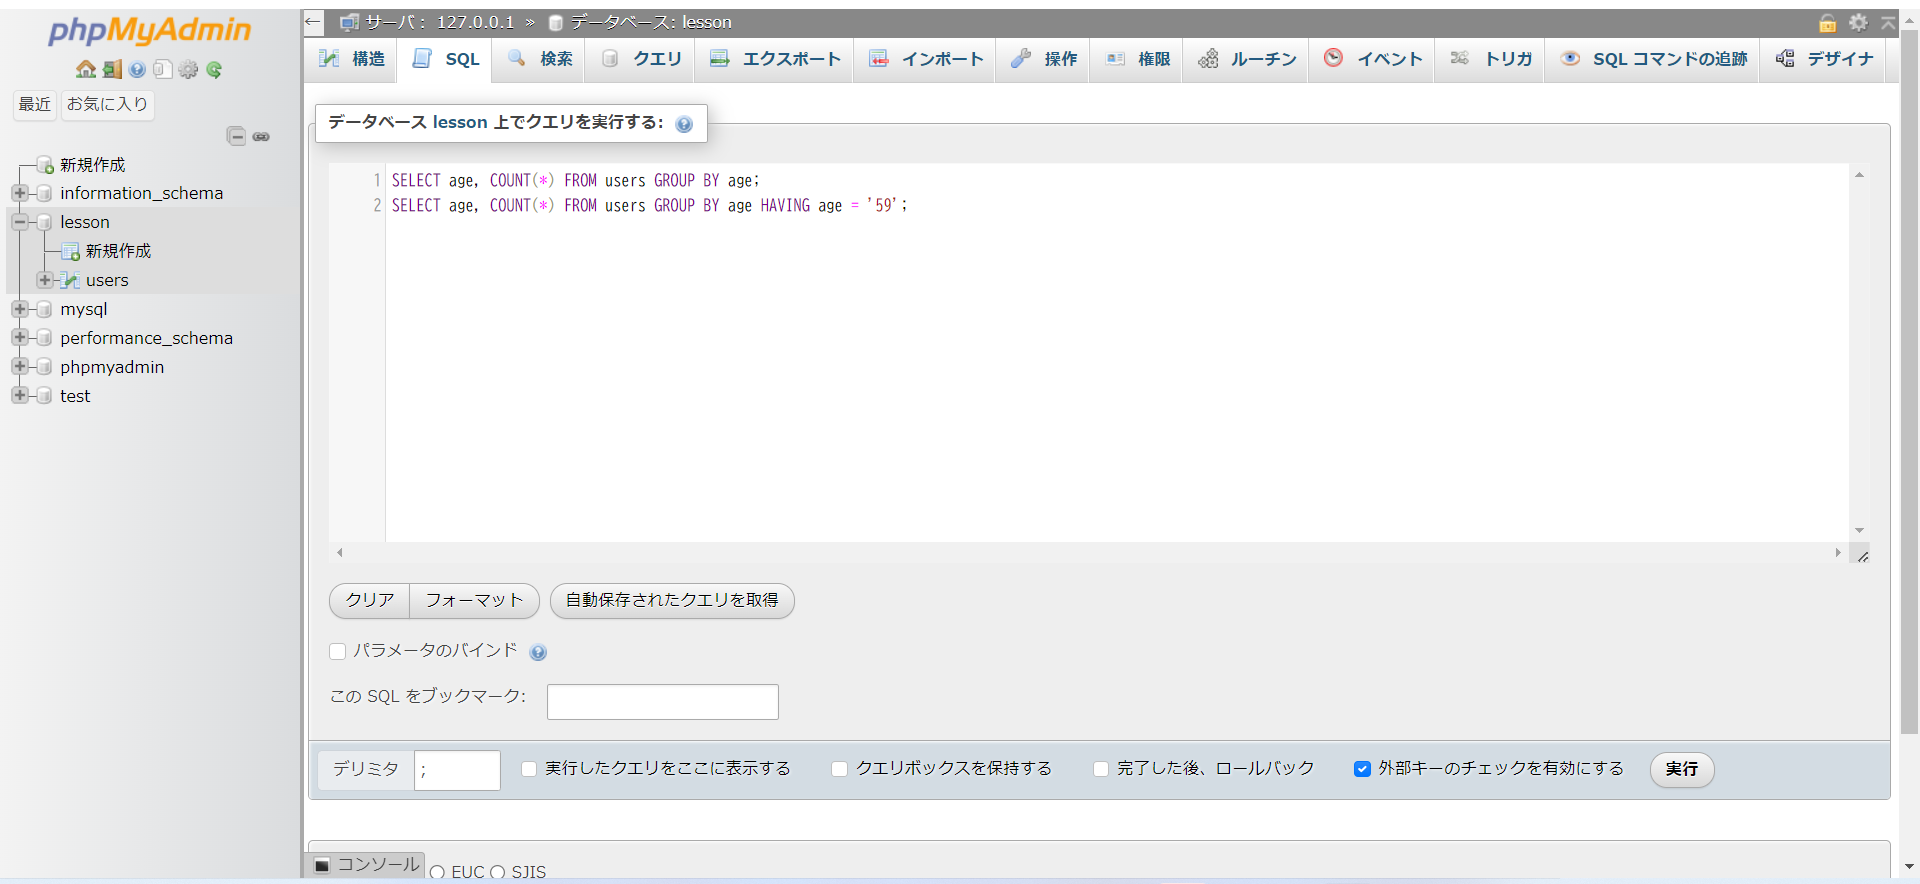 phpMyAdmin
最近 お気に入り
新規作成
information_schema
lesson
新規作成
users
mysql
performance_schema
phpmyadmin
test
← サーバ： 127.0.0.1 » データベース: lesson
構造 SQL 検索 クエリ エクスポート インポート 操作 権限 ルーチン イベント トリガ SQL コマンドの追跡 デザイナ
データベース lesson 上でクエリを実行する:
1 SELECT age, COUNT(*) FROM users GROUP BY age;
2 SELECT age, COUNT(*) FROM users GROUP BY age HAVING age = '59';
クリア フォーマット 自動保存されたクエリを取得
パラメータのバインド
この SQL をブックマーク:
デリミタ ; 実行したクエリをここに表示する クエリボックスを保持する 完了した後、ロールバック 外部キーのチェックを有効にする 実行
コンソール EUC SJIS